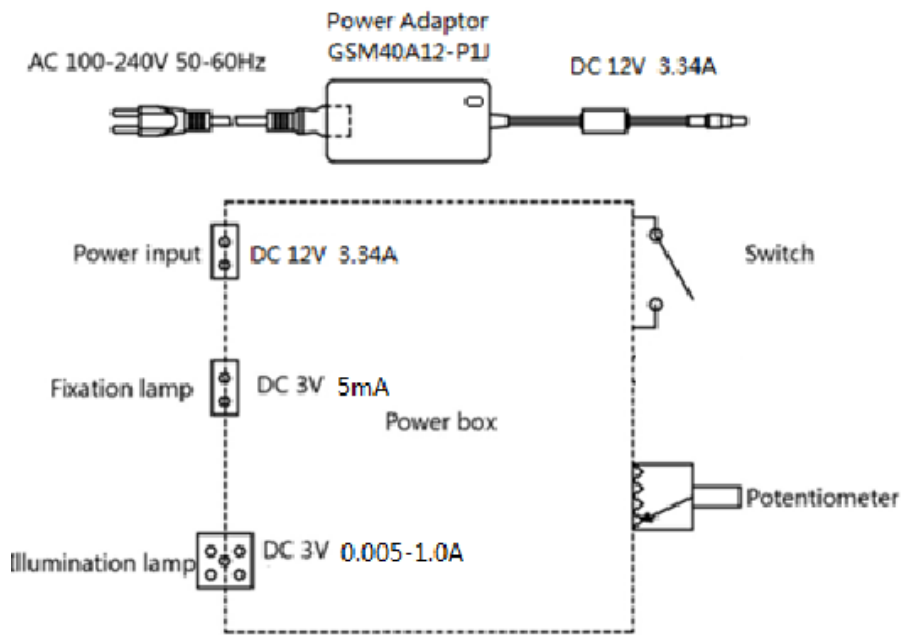 Power Adaptor
GSM40A12-P1J
AC 100-240V 50-60Hz
DC 12V 3.34A
Power input
DC 12V 3.34A
Switch
Fixation lamp
DC 3V 5mA
Power box
Potentiometer
Illumination lamp
DC 3V 0.005-1.0A